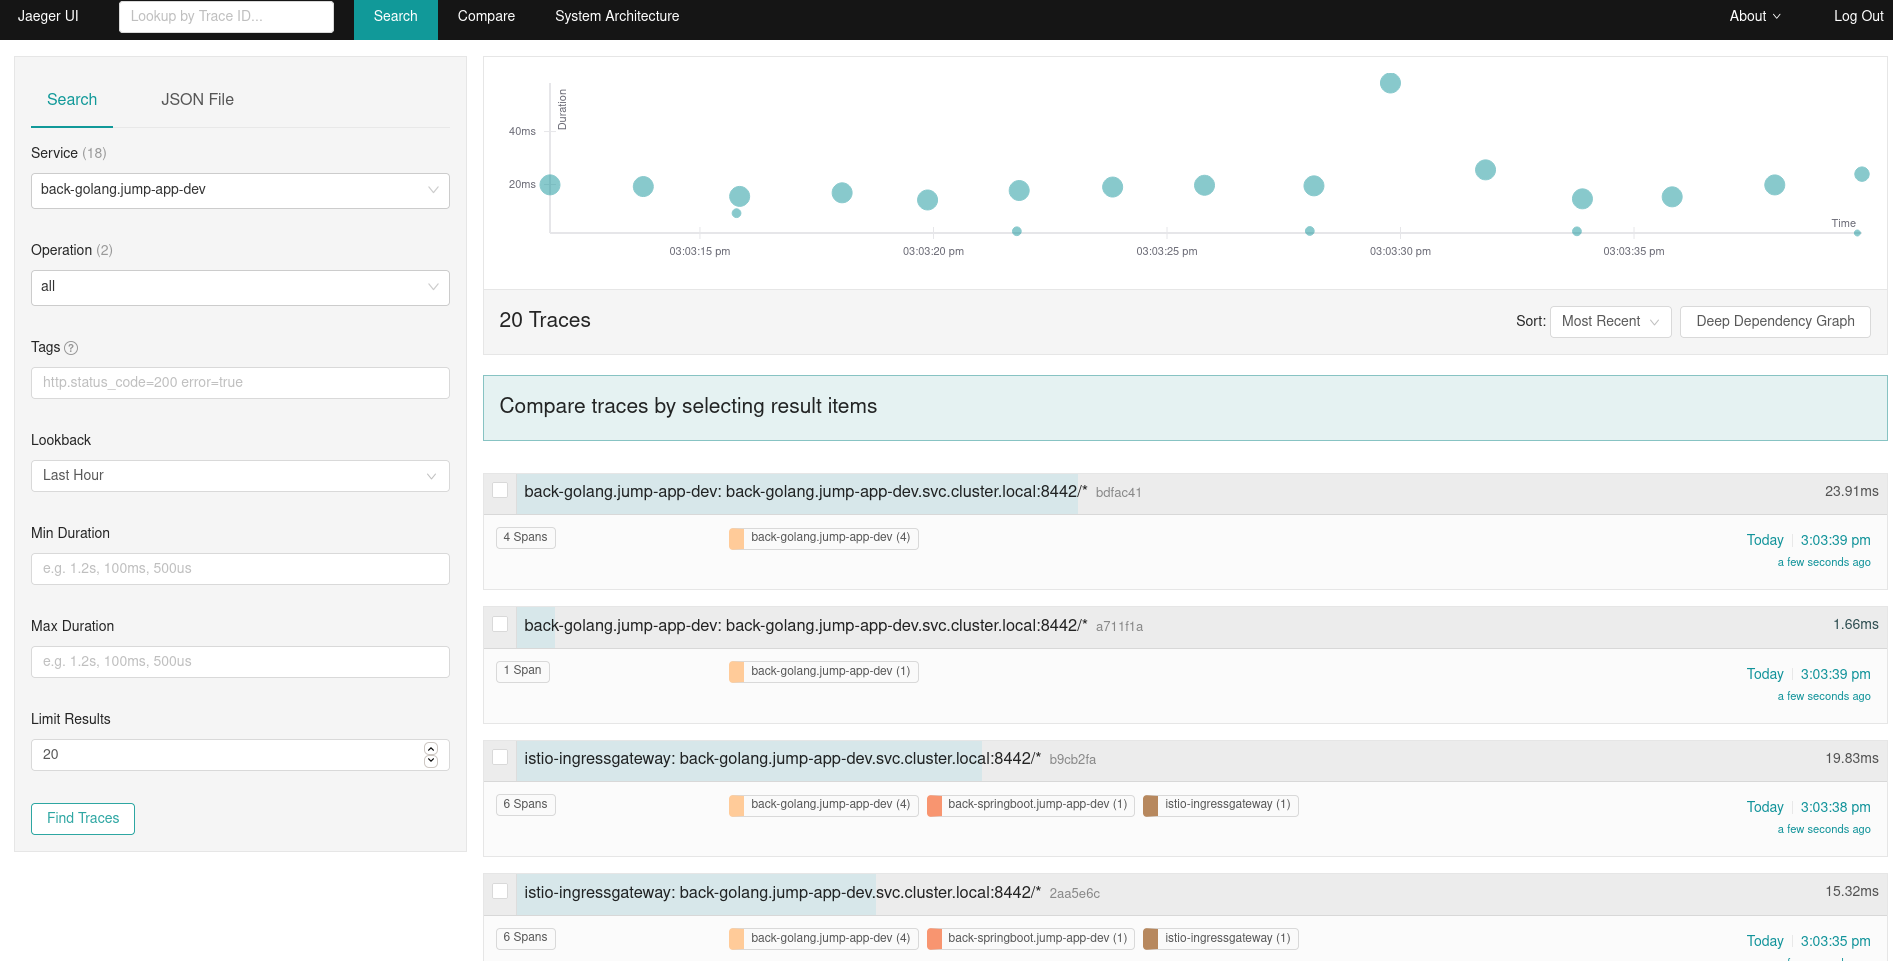 Jaeger UI
Lookup by Trace ID...
Search
Compare
System Architecture
About
Log Out
Search
JSON File
Service (18)
back-golang.jump-app-dev
Operation (2)
all
Tags ?
http.status_code=200 error=true
Lookback
Last Hour
Min Duration
e.g. 1.2s, 100ms, 500us
Max Duration
e.g. 1.2s, 100ms, 500us
Limit Results
20
Find Traces
Duration
40ms
20ms
Time
03:03:15 pm
03:03:20 pm
03:03:25 pm
03:03:30 pm
03:03:35 pm
20 Traces
Sort:
Most Recent
Deep Dependency Graph
Compare traces by selecting result items
back-golang.jump-app-dev: back-golang.jump-app-dev.svc.cluster.local:8442/* bdfac41
23.91ms
4 Spans
back-golang.jump-app-dev (4)
Today 3:03:39 pm
a few seconds ago
back-golang.jump-app-dev: back-golang.jump-app-dev.svc.cluster.local:8442/* a711f1a
1.66ms
1 Span
back-golang.jump-app-dev (1)
Today 3:03:39 pm
a few seconds ago
istio-ingressgateway: back-golang.jump-app-dev.svc.cluster.local:8442/* b9cb2fa
19.83ms
6 Spans
back-golang.jump-app-dev (4)
back-springboot.jump-app-dev (1)
istio-ingressgateway (1)
Today 3:03:38 pm
a few seconds ago
istio-ingressgateway: back-golang.jump-app-dev.svc.cluster.local:8442/* 2aa5e6c
15.32ms
6 Spans
back-golang.jump-app-dev (4)
back-springboot.jump-app-dev (1)
istio-ingressgateway (1)
Today 3:03:35 pm